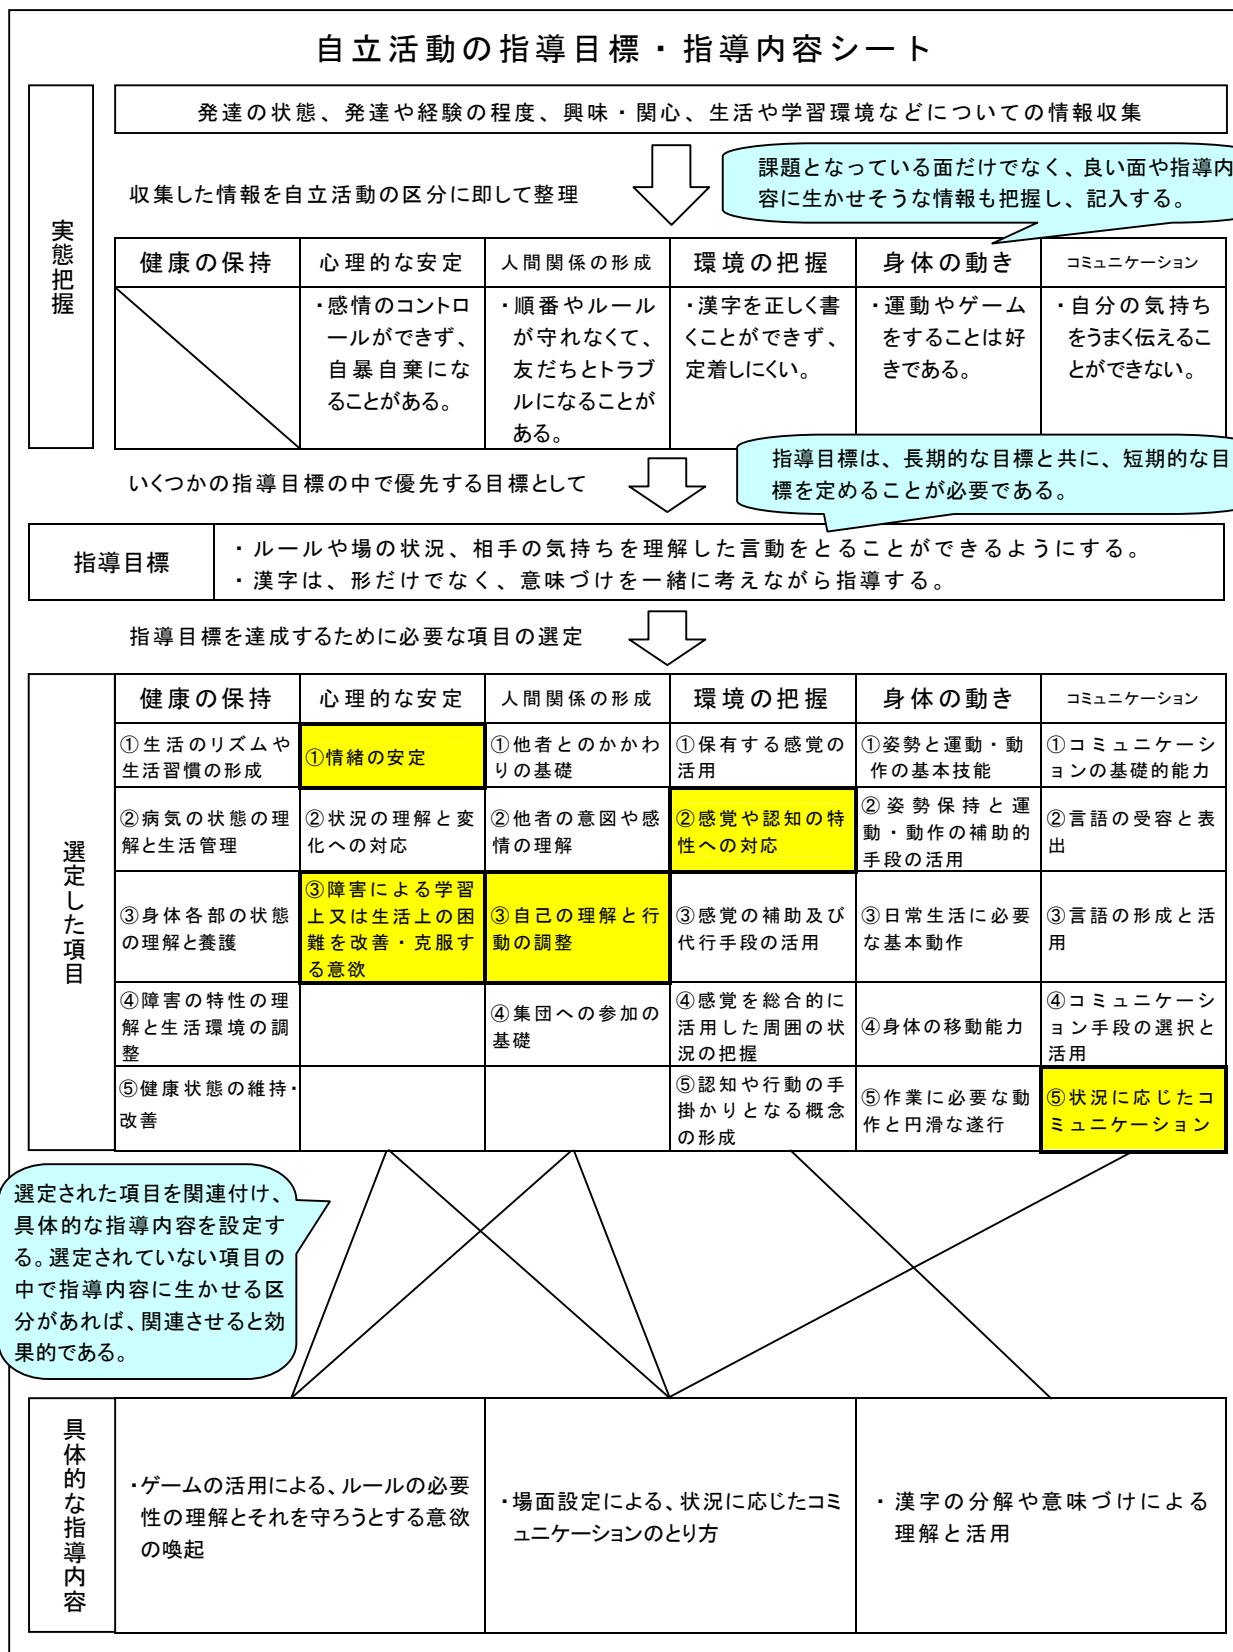 自立活動の指導目標・指導内容シート
実態把握
発達の状態、発達や経験の程度、興味・関心、生活や学習環境などについての情報収集
収集した情報を自立活動の区分に即して整理
課題となっている面だけでなく、良い面や指導内
容に生かせそうな情報も把握し、記入する。
健康の保持
心理的な安定
人間関係の形成
環境の把握
身体の動き
コミュニケーション
・感情のコントロ
ールができず、
自暴自棄にな
ることがある。
・順番やルール
が守れなくて、
友だちとトラブ
ルになることが
ある。
・漢字を正しく書
くことができず、
定着しにくい。
・運動やゲーム
をすることは好
きである。
・自分の気持ち
をうまく伝えるこ
とができない。
いくつかの指導目標の中で優先する目標として
指導目標は、長期的な目標と共に、短期的な目
標を定めることが必要である。
指導目標
・ルールや場の状況、相手の気持ちを理解した言動をとることができるようにする。
・漢字は、形だけでなく、意味づけを一緒に考えながら指導する。
指導目標を達成するために必要な項目の選定
選定した項目
健康の保持
心理的な安定
人間関係の形成
環境の把握
身体の動き
コミュニケーション
①生活のリズムや
生活習慣の形成
①情緒の安定
①他者とのかかわ
りの基礎
①保有する感覚の
活用
①姿勢と運動・動
作の基本技能
①コミュニケーシ
ョンの基礎的能力
②病気の状態の理
解と生活管理
②状況の理解と変
化への対応
②他者の意図や感
情の理解
②感覚や認知の特
性への対応
②姿勢保持と運
動・動作の補助的
手段の活用
②言語の受容と表
出
③身体各部の状態
の理解と養護
③障害による学習
上又は生活上の困
難を改善・克服す
る意欲
③自己の理解と行
動の調整
③感覚の補助及び
代行手段の活用
③日常生活に必要
な基本動作
③言語の形成と活
用
④障害の特性の理
解と生活環境の調
整
④集団への参加の
基礎
④感覚を総合的に
活用した周囲の状
況の把握
④身体の移動能力
④コミュニケーシ
ョン手段の選択と
活用
⑤健康状態の維持・
改善
⑤認知や行動の手
掛かりとなる概念
の形成
⑤作業に必要な動
作と円滑な遂行
⑤状況に応じたコ
ミュニケーション
選定された項目を関連付け、
具体的な指導内容を設定す
る。選定されていない項目の
中で指導内容に生かせる区
分があれば、関連させると効
果的である。
具体的な指導内容
・ゲームの活用による、ルールの必要
性の理解とそれを守ろうとする意欲
の喚起
・場面設定による、状況に応じたコミ
ュニケーションのとり方
・漢字の分解や意味づけによる
理解と活用